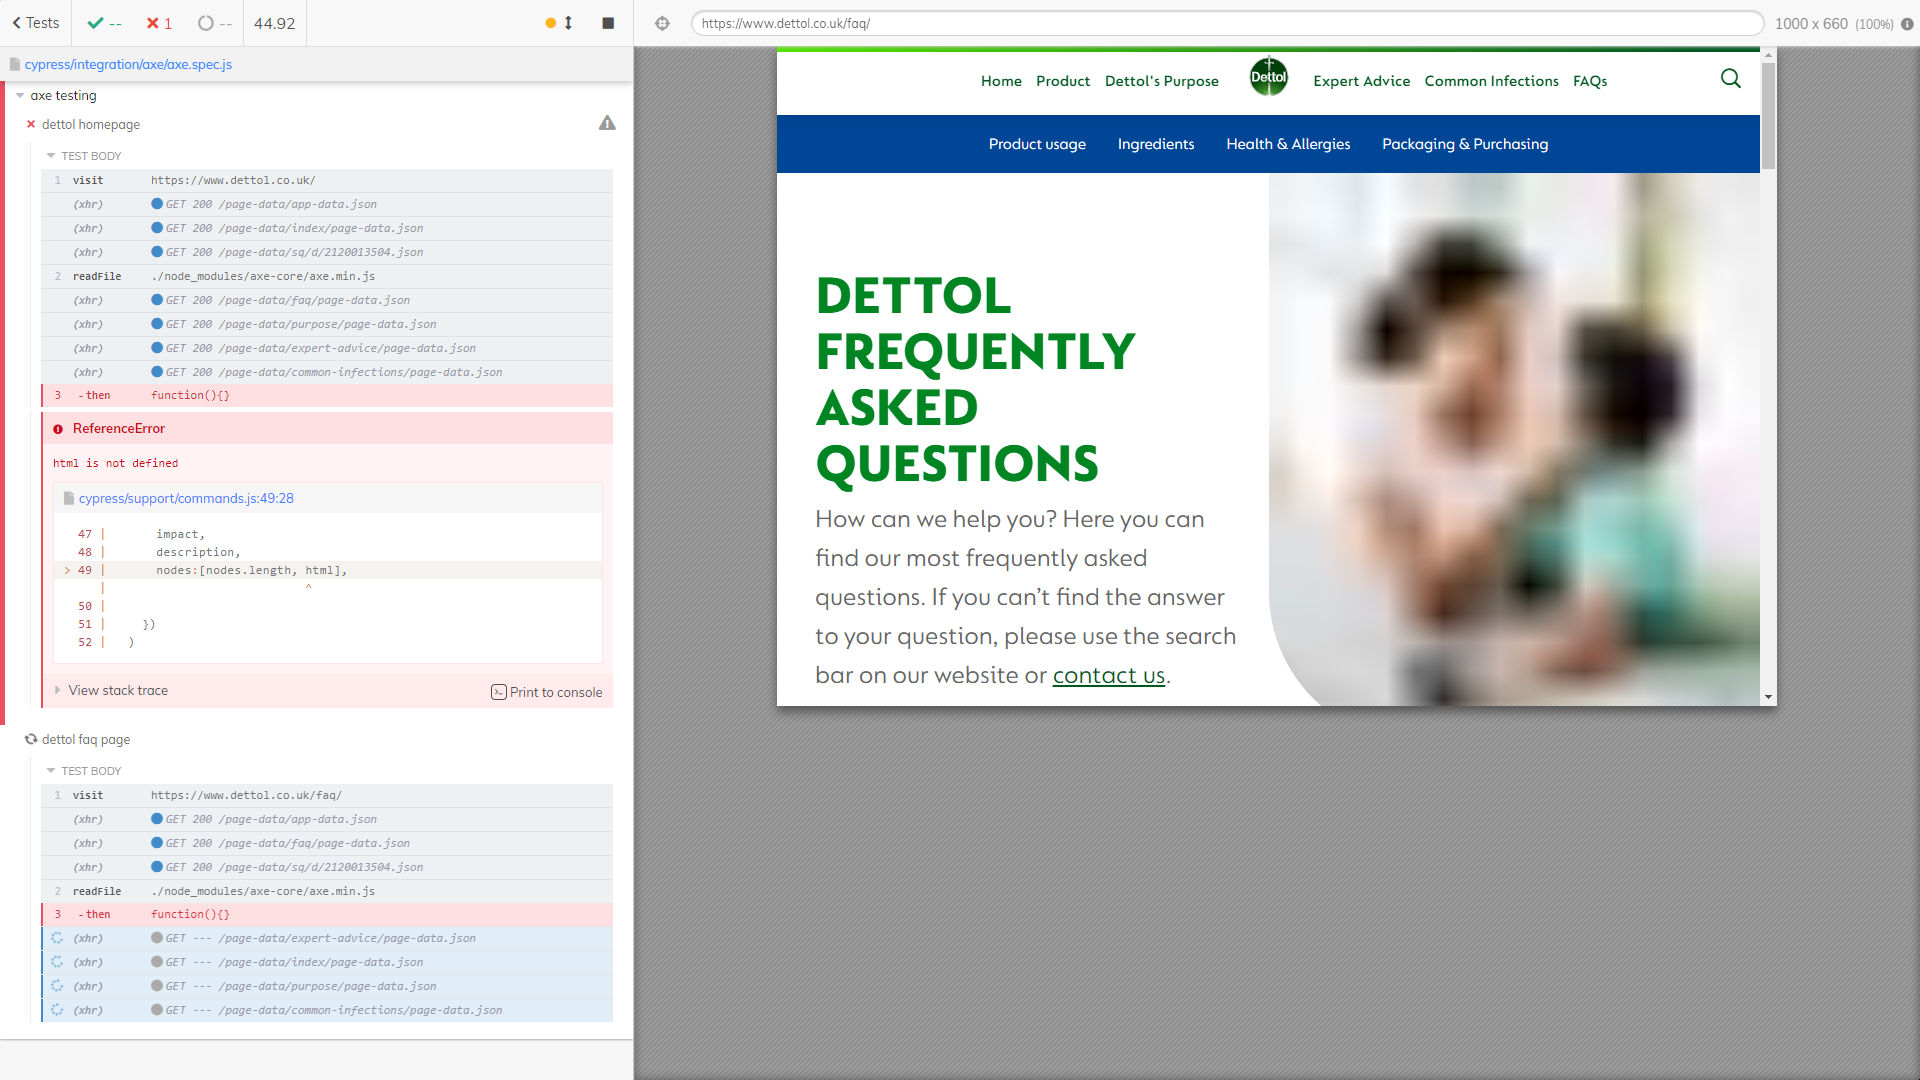 Tests
--
1
--
44.92
https://www.dettol.co.uk/faq/
1000 x 660 (100%)
cypress/integration/axe/axe.spec.js
axe testing
dettol homepage
TEST BODY
1 visit https://www.dettol.co.uk/
(xhr) GET 200 /page-data/app-data.json
(xhr) GET 200 /page-data/index/page-data.json
(xhr) GET 200 /page-data/sq/d/2120013504.json
2 readFile ./node_modules/axe-core/axe.min.js
(xhr) GET 200 /page-data/faq/page-data.json
(xhr) GET 200 /page-data/purpose/page-data.json
(xhr) GET 200 /page-data/expert-advice/page-data.json
(xhr) GET 200 /page-data/common-infections/page-data.json
3 -then function(){}
ReferenceError
html is not defined
cypress/support/commands.js:49:28
47 | impact,
48 | description,
> 49 | nodes:[nodes.length, html],
| ^
50 |
51 | })
52 | )
View stack trace
Print to console
dettol faq page
TEST BODY
1 visit https://www.dettol.co.uk/faq/
(xhr) GET 200 /page-data/app-data.json
(xhr) GET 200 /page-data/faq/page-data.json
(xhr) GET 200 /page-data/sq/d/2120013504.json
2 readFile ./node_modules/axe-core/axe.min.js
3 -then function(){}
(xhr) GET --- /page-data/expert-advice/page-data.json
(xhr) GET --- /page-data/index/page-data.json
(xhr) GET --- /page-data/purpose/page-data.json
(xhr) GET --- /page-data/common-infections/page-data.json
Home Product Dettol's Purpose Dettol Expert Advice Common Infections FAQs
Product usage Ingredients Health & Allergies Packaging & Purchasing
DETTOL
FREQUENTLY
ASKED
QUESTIONS
How can we help you? Here you can
find our most frequently asked
questions. If you can’t find the answer
to your question, please use the search
bar on our website or contact us.